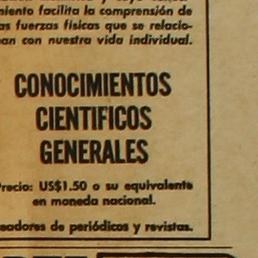 miento facilita la comprensión de
as fuerzas físicas que se relacio-
nan con nuestra vida individual.
CONOCIMIENTOS
CIENTIFICOS
GENERALES
Precio: US$1.50 o su equivalente
en moneda nacional.
eadores de periódicos y revistas.